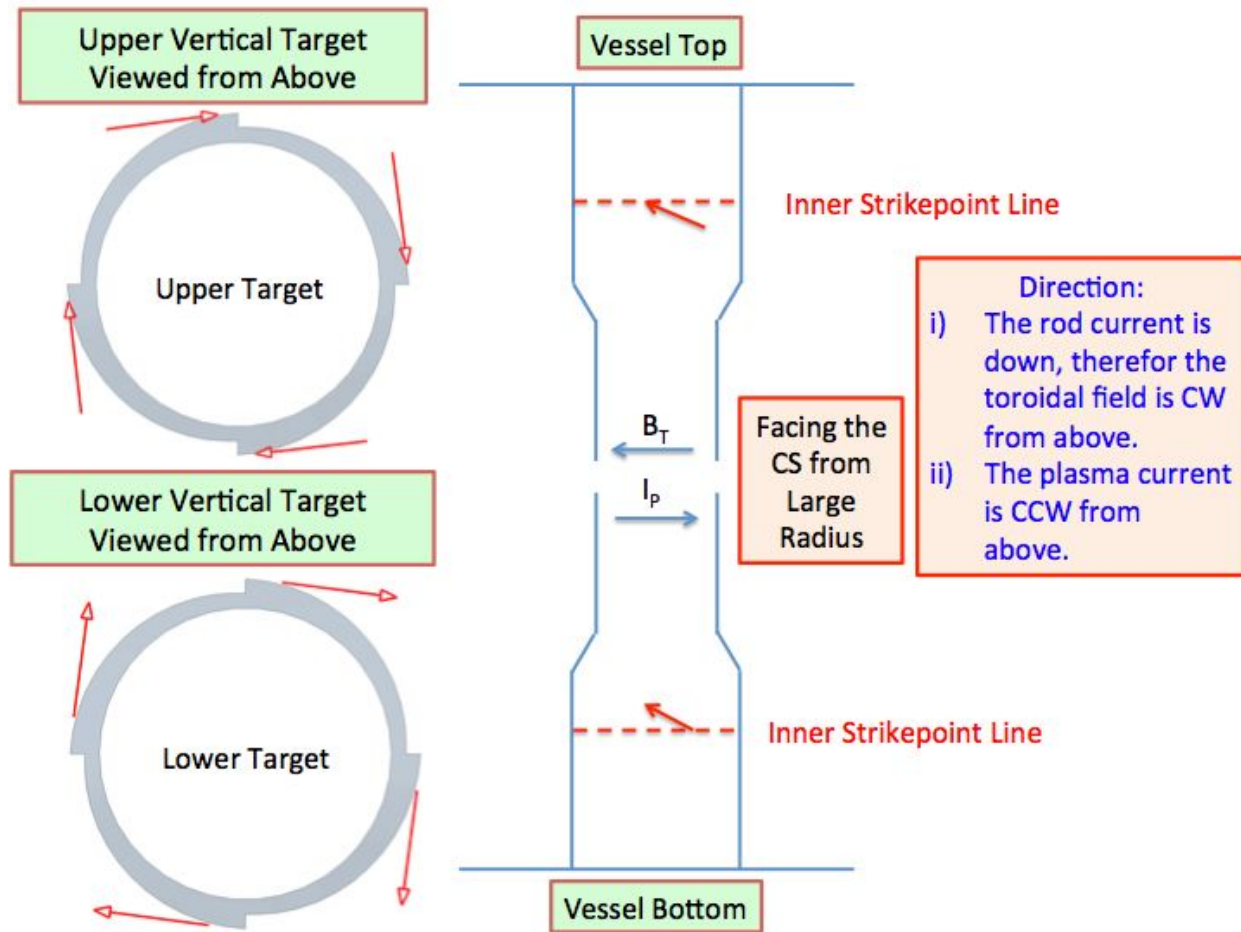 Upper Vertical Target
Viewed from Above
Upper Target
Lower Vertical Target
Viewed from Above
Lower Target
Vessel Top
Inner Strikepoint Line
B_T
I_P
Facing the
CS from
Large
Radius
Direction:
i) The rod current is
down, therefor the
toroidal field is CW
from above.
ii) The plasma current
is CCW from
above.
Inner Strikepoint Line
Vessel Bottom